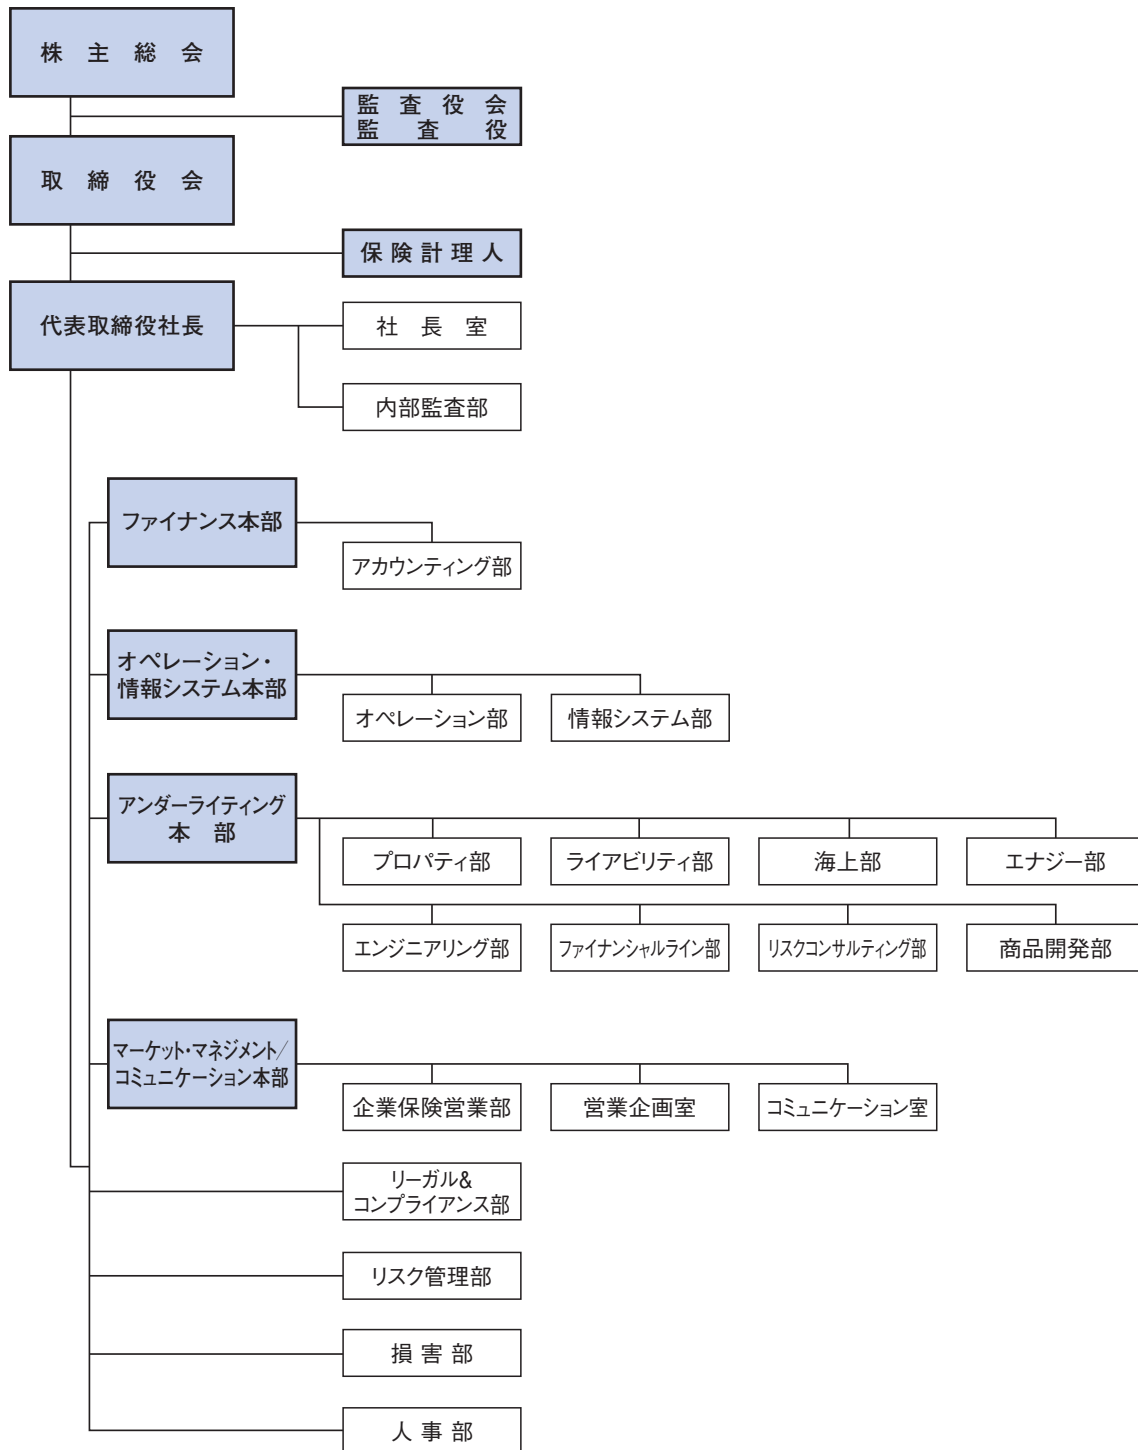 株主総会
監査役会
監査役
取締役会
保険計理人
代表取締役社長
社長室
内部監査部
ファイナンス本部
アカウンティング部
オペレーション・
情報システム本部
オペレーション部
情報システム部
アンダーライティング
本部
プロパティ部
ライアビリティ部
海上部
エナジー部
エンジニアリング部
ファイナンシャルライン部
リスクコンサルティング部
商品開発部
マーケット・マネジメント/
コミュニケーション本部
企業保険営業部
営業企画室
コミュニケーション室
リーガル&
コンプライアンス部
リスク管理部
損害部
人事部